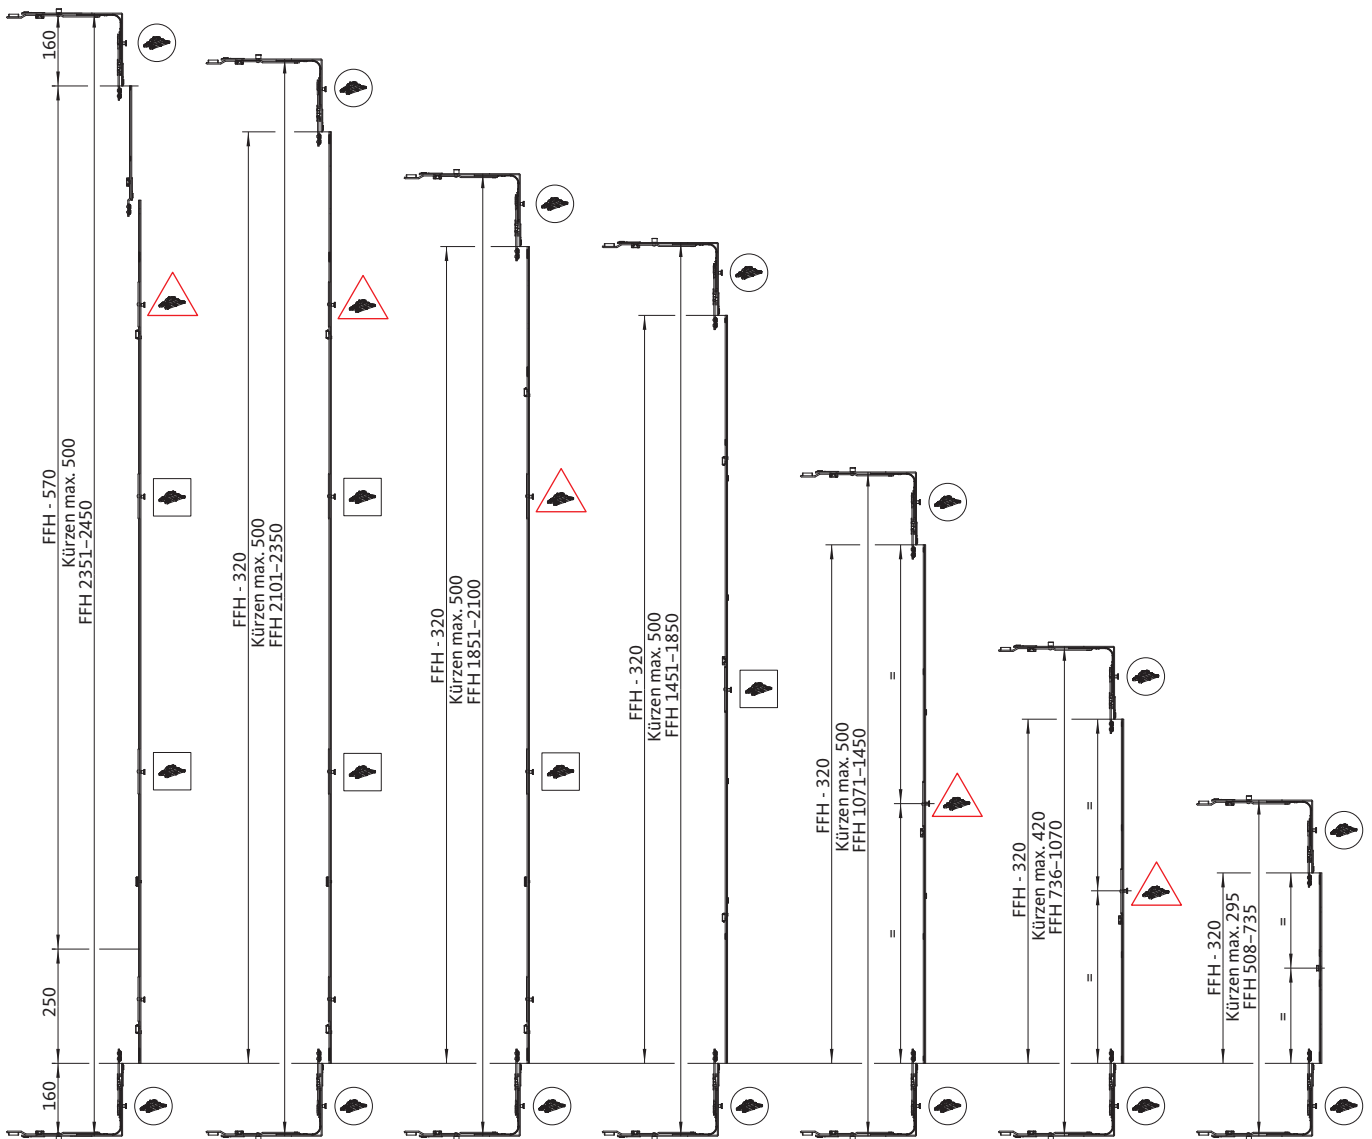 160
FFH - 570
Kürzen max. 500
FFH 2351–2450
250
160
FFH - 320
Kürzen max. 500
FFH 2101–2350
FFH - 320
Kürzen max. 500
FFH 1851–2100
FFH - 320
Kürzen max. 500
FFH 1451–1850
FFH - 320
Kürzen max. 500
FFH 1071–1450
=
=
FFH - 320
Kürzen max. 420
FFH 736–1070
=
=
FFH - 320
Kürzen max. 295
FFH 508–735
=
=